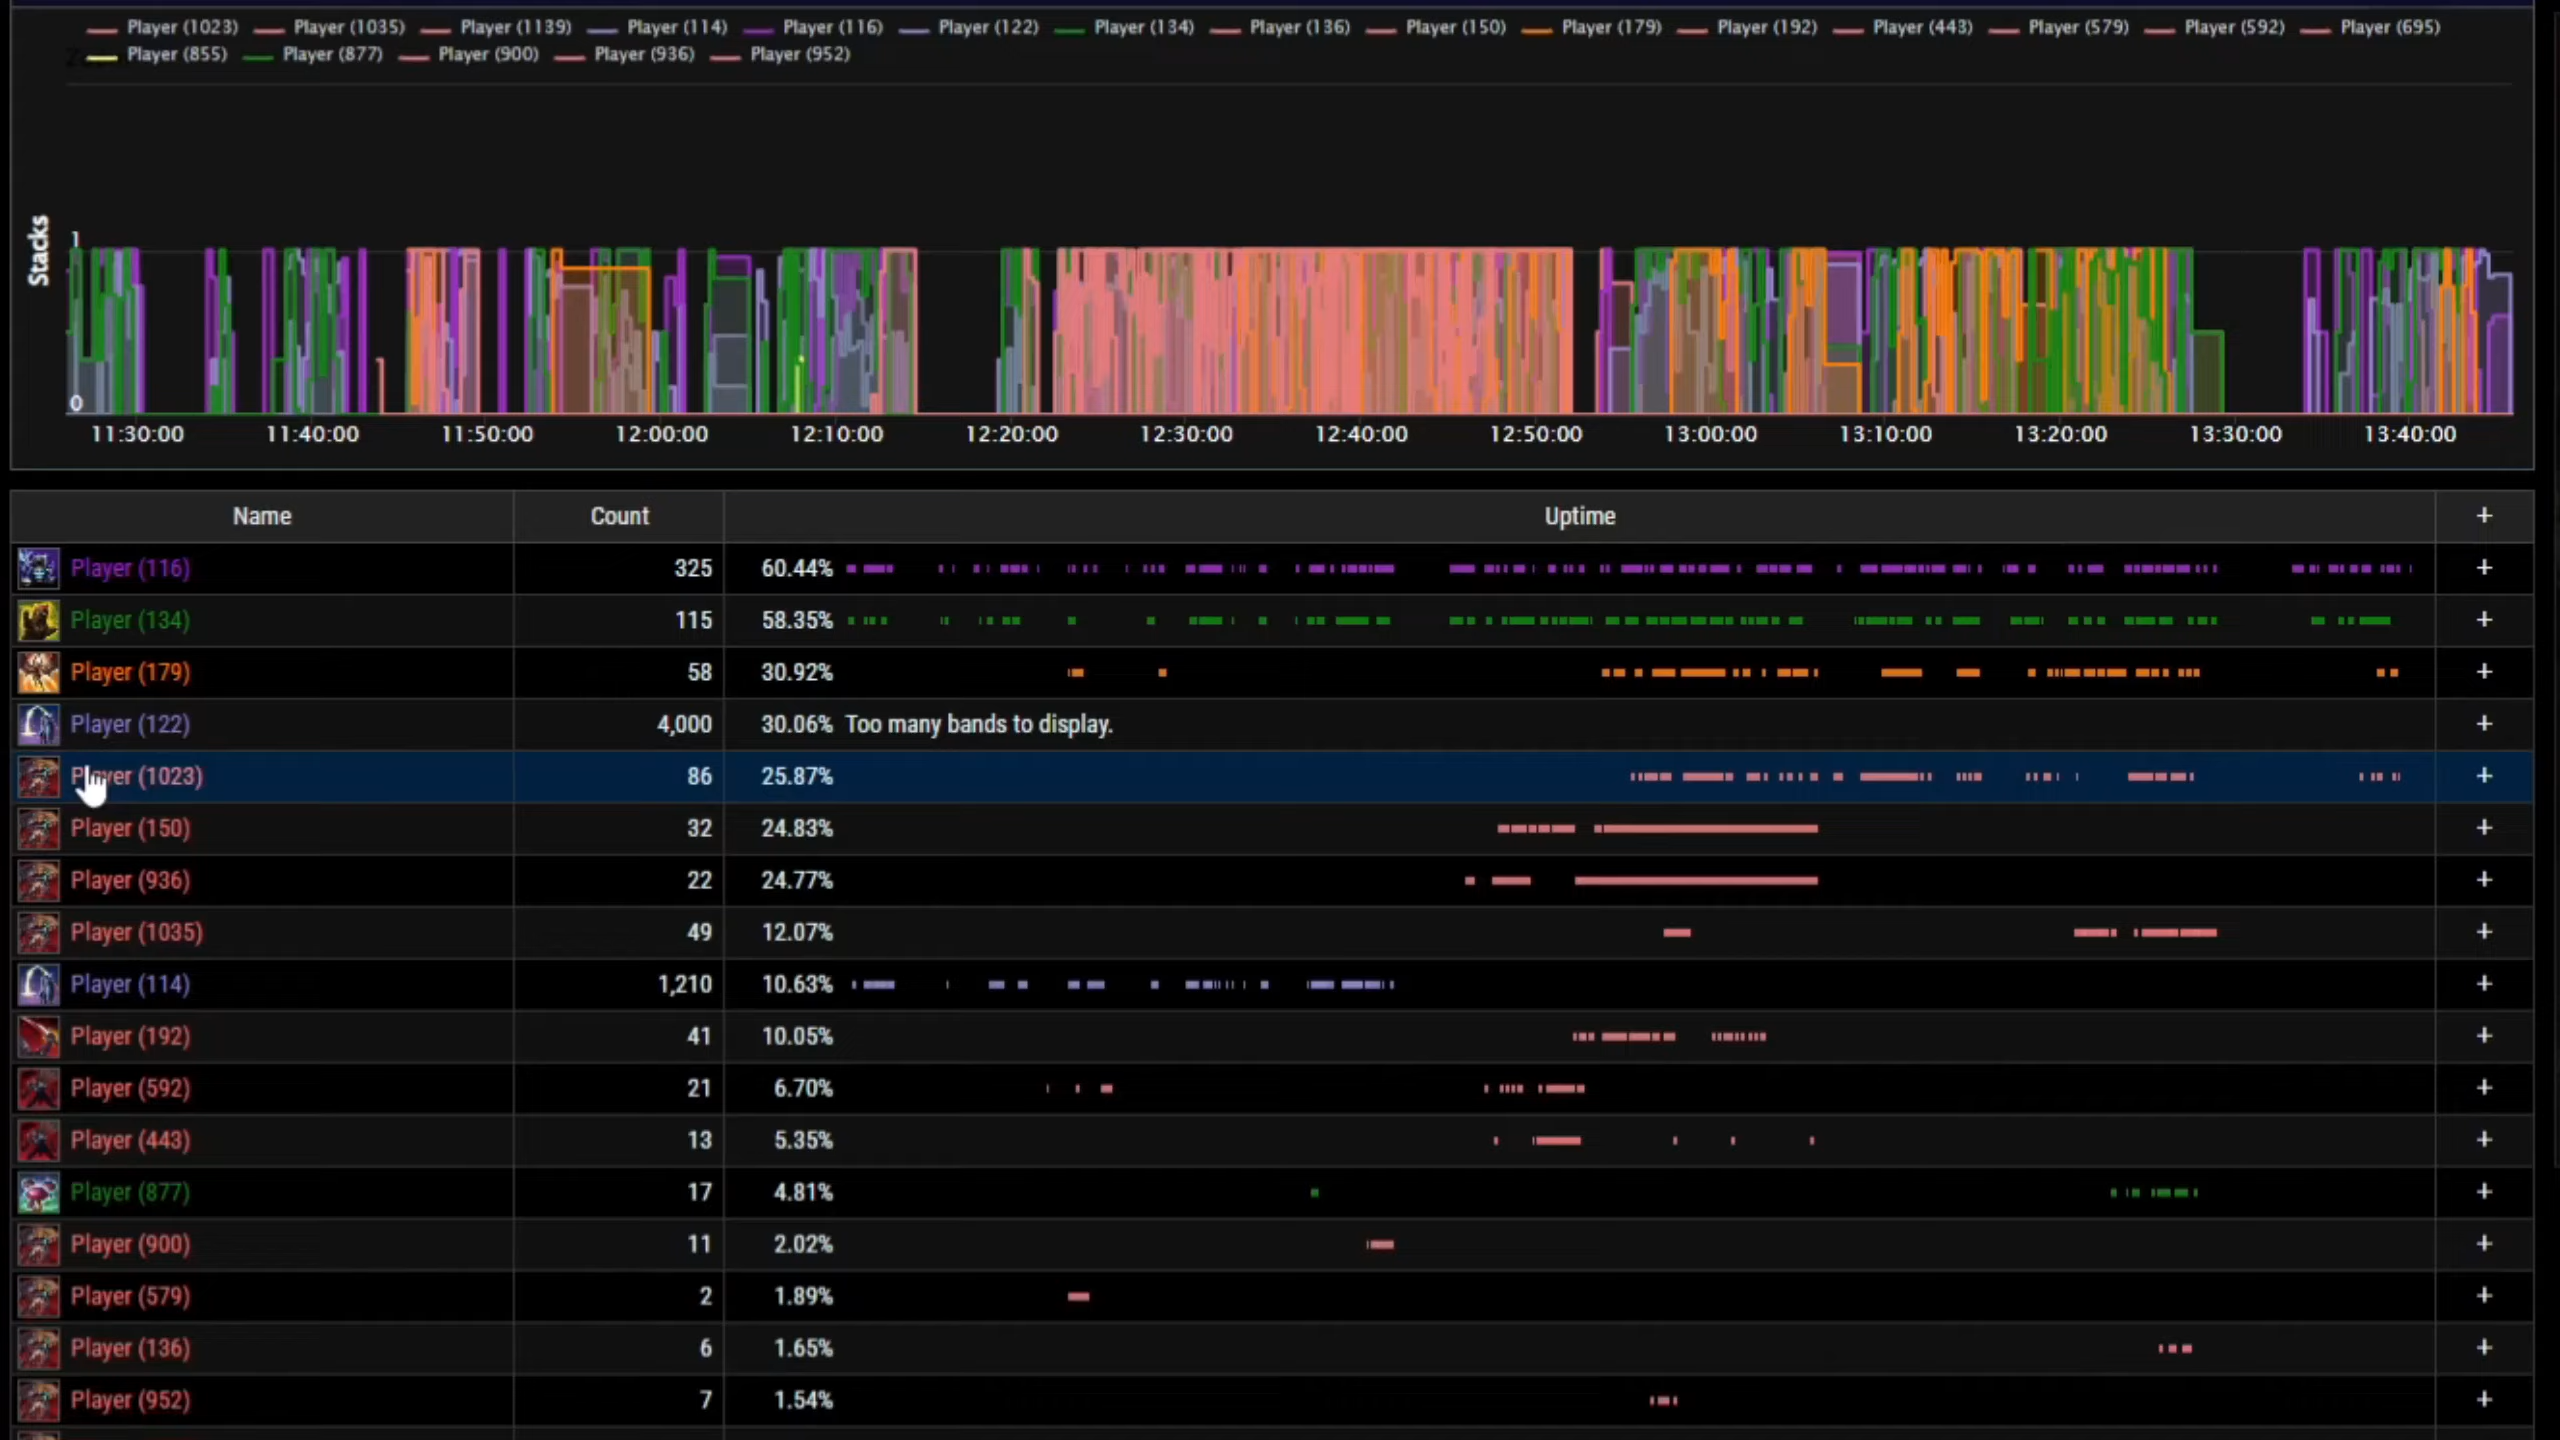 Player (1023) Player (1035) Player (1139) Player (114) Player (116) Player (122) Player (134) Player (136) Player (150) Player (179) Player (192) Player (443) Player (579) Player (592) Player (695)
Player (855) Player (877) Player (900) Player (936) Player (952)
Stacks
1
0
11:30:00 11:40:00 11:50:00 12:00:00 12:10:00 12:20:00 12:30:00 12:40:00 12:50:00 13:00:00 13:10:00 13:20:00 13:30:00 13:40:00
Name Count Uptime +
Player (116) 325 60.44% +
Player (134) 115 58.35% +
Player (179) 58 30.92% +
Player (122) 4,000 30.06% Too many bands to display. +
Player (1023) 86 25.87% +
Player (150) 32 24.83% +
Player (936) 22 24.77% +
Player (1035) 49 12.07% +
Player (114) 1,210 10.63% +
Player (192) 41 10.05% +
Player (592) 21 6.70% +
Player (443) 13 5.35% +
Player (877) 17 4.81% +
Player (900) 11 2.02% +
Player (579) 2 1.89% +
Player (136) 6 1.65% +
Player (952) 7 1.54% +